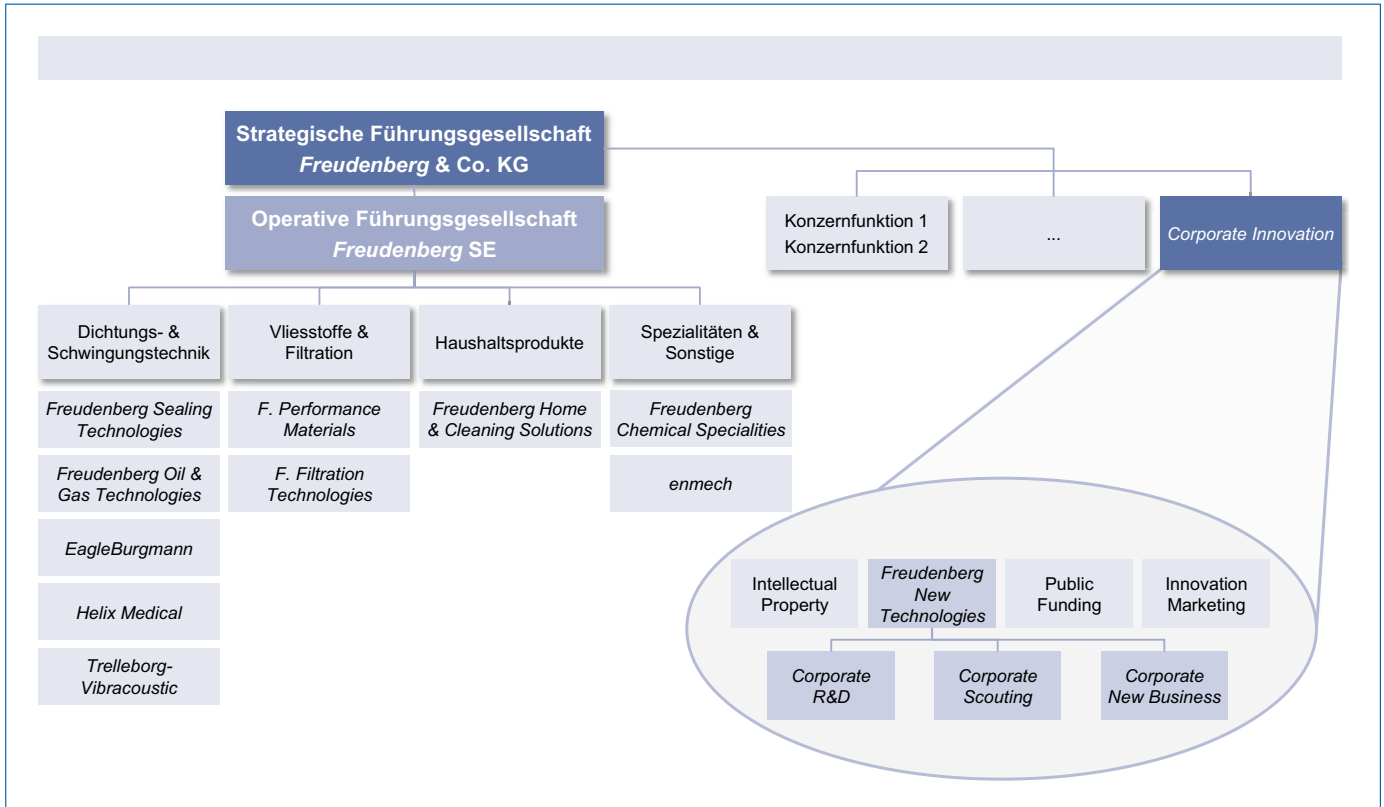 Strategische Führungsgesellschaft
Freudenberg & Co. KG
Operative Führungsgesellschaft
Freudenberg SE
Konzernfunktion 1
Konzernfunktion 2
...
Corporate Innovation
Dichtungs- &
Schwingungstechnik
Vliesstoffe &
Filtration
Haushaltsprodukte
Spezialitäten &
Sonstige
Freudenberg Sealing
Technologies
F. Performance
Materials
Freudenberg Home
& Cleaning Solutions
Freudenberg
Chemical Specialities
Freudenberg Oil &
Gas Technologies
F. Filtration
Technologies
enmech
EagleBurgmann
Helix Medical
Trelleborg-
Vibracoustic
Intellectual
Property
Freudenberg
New
Technologies
Public
Funding
Innovation
Marketing
Corporate
R&D
Corporate
Scouting
Corporate
New Business